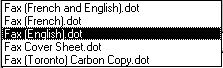 Fax (French and English).dot
Fax (French).dot
Fax (English).dot
Fax Cover Sheet.dot
Fax (Toronto) Carbon Copy.dot